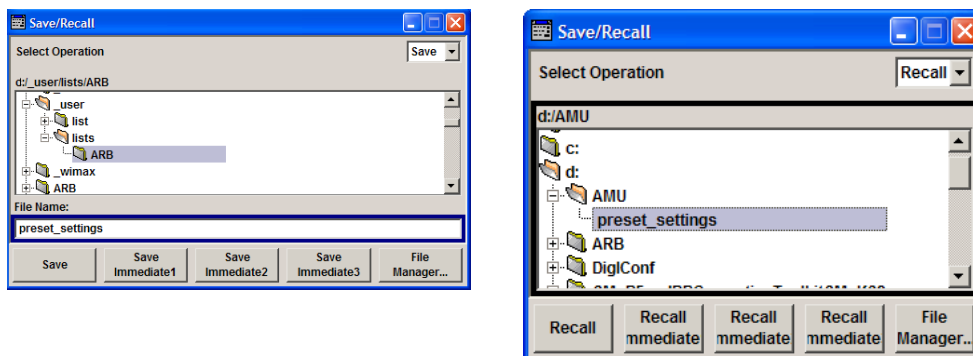 Save/Recall
Select Operation
Save
d:/_user/lists/ARB
_user
list
lists
ARB
_wimax
ARB
File Name:
preset_settings
Save
Save Immediate1
Save Immediate2
Save Immediate3
File Manager...
Save/Recall
Select Operation
Recall
d:/AMU
c:
d:
AMU
preset_settings
ARB
DigIConf
Recall
Recall
mmediate
Recall
mmediate
Recall
mmediate
File
Manager..